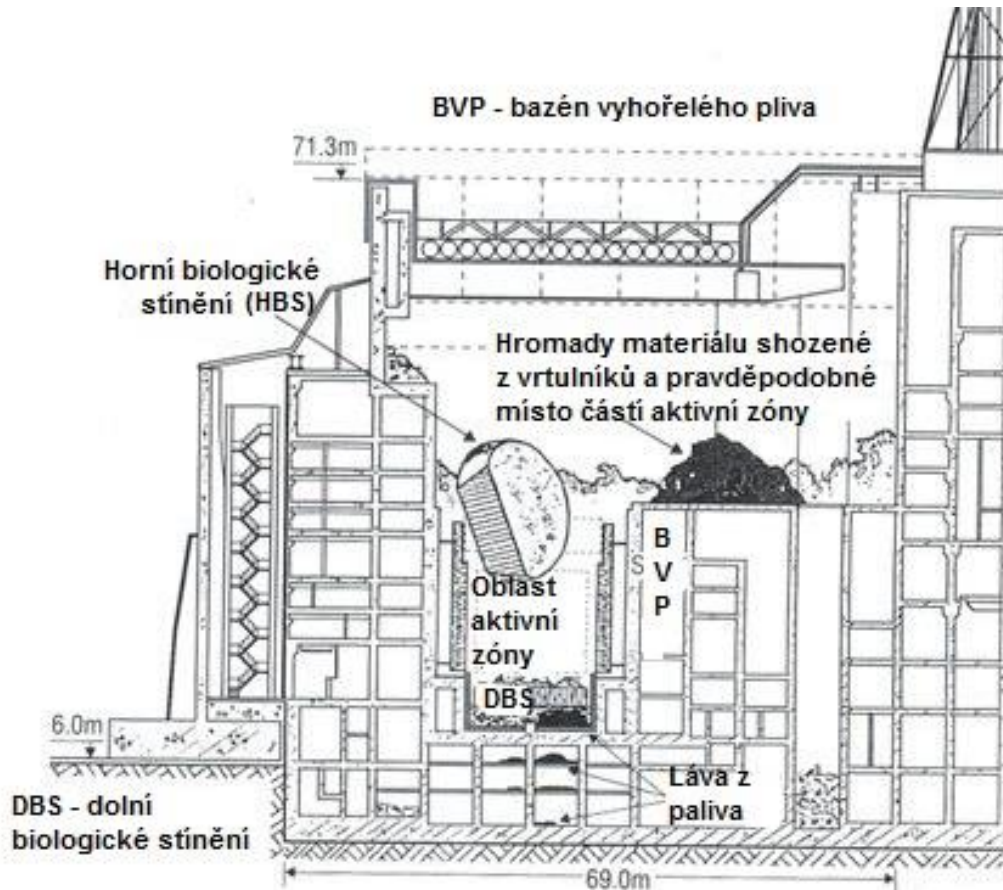 BVP - bazén vyhořelého pliva
71.3m
Horní biologické
stínění (HBS)
Hromady materiálu shozené
z vrtulníků a pravděpodobné
místo částí aktivní zóny
B
V
P
S
Oblast
aktivní
zóny
DBS
6.0m
Láva z
paliva
DBS - dolní
biologické stínění
69.0m